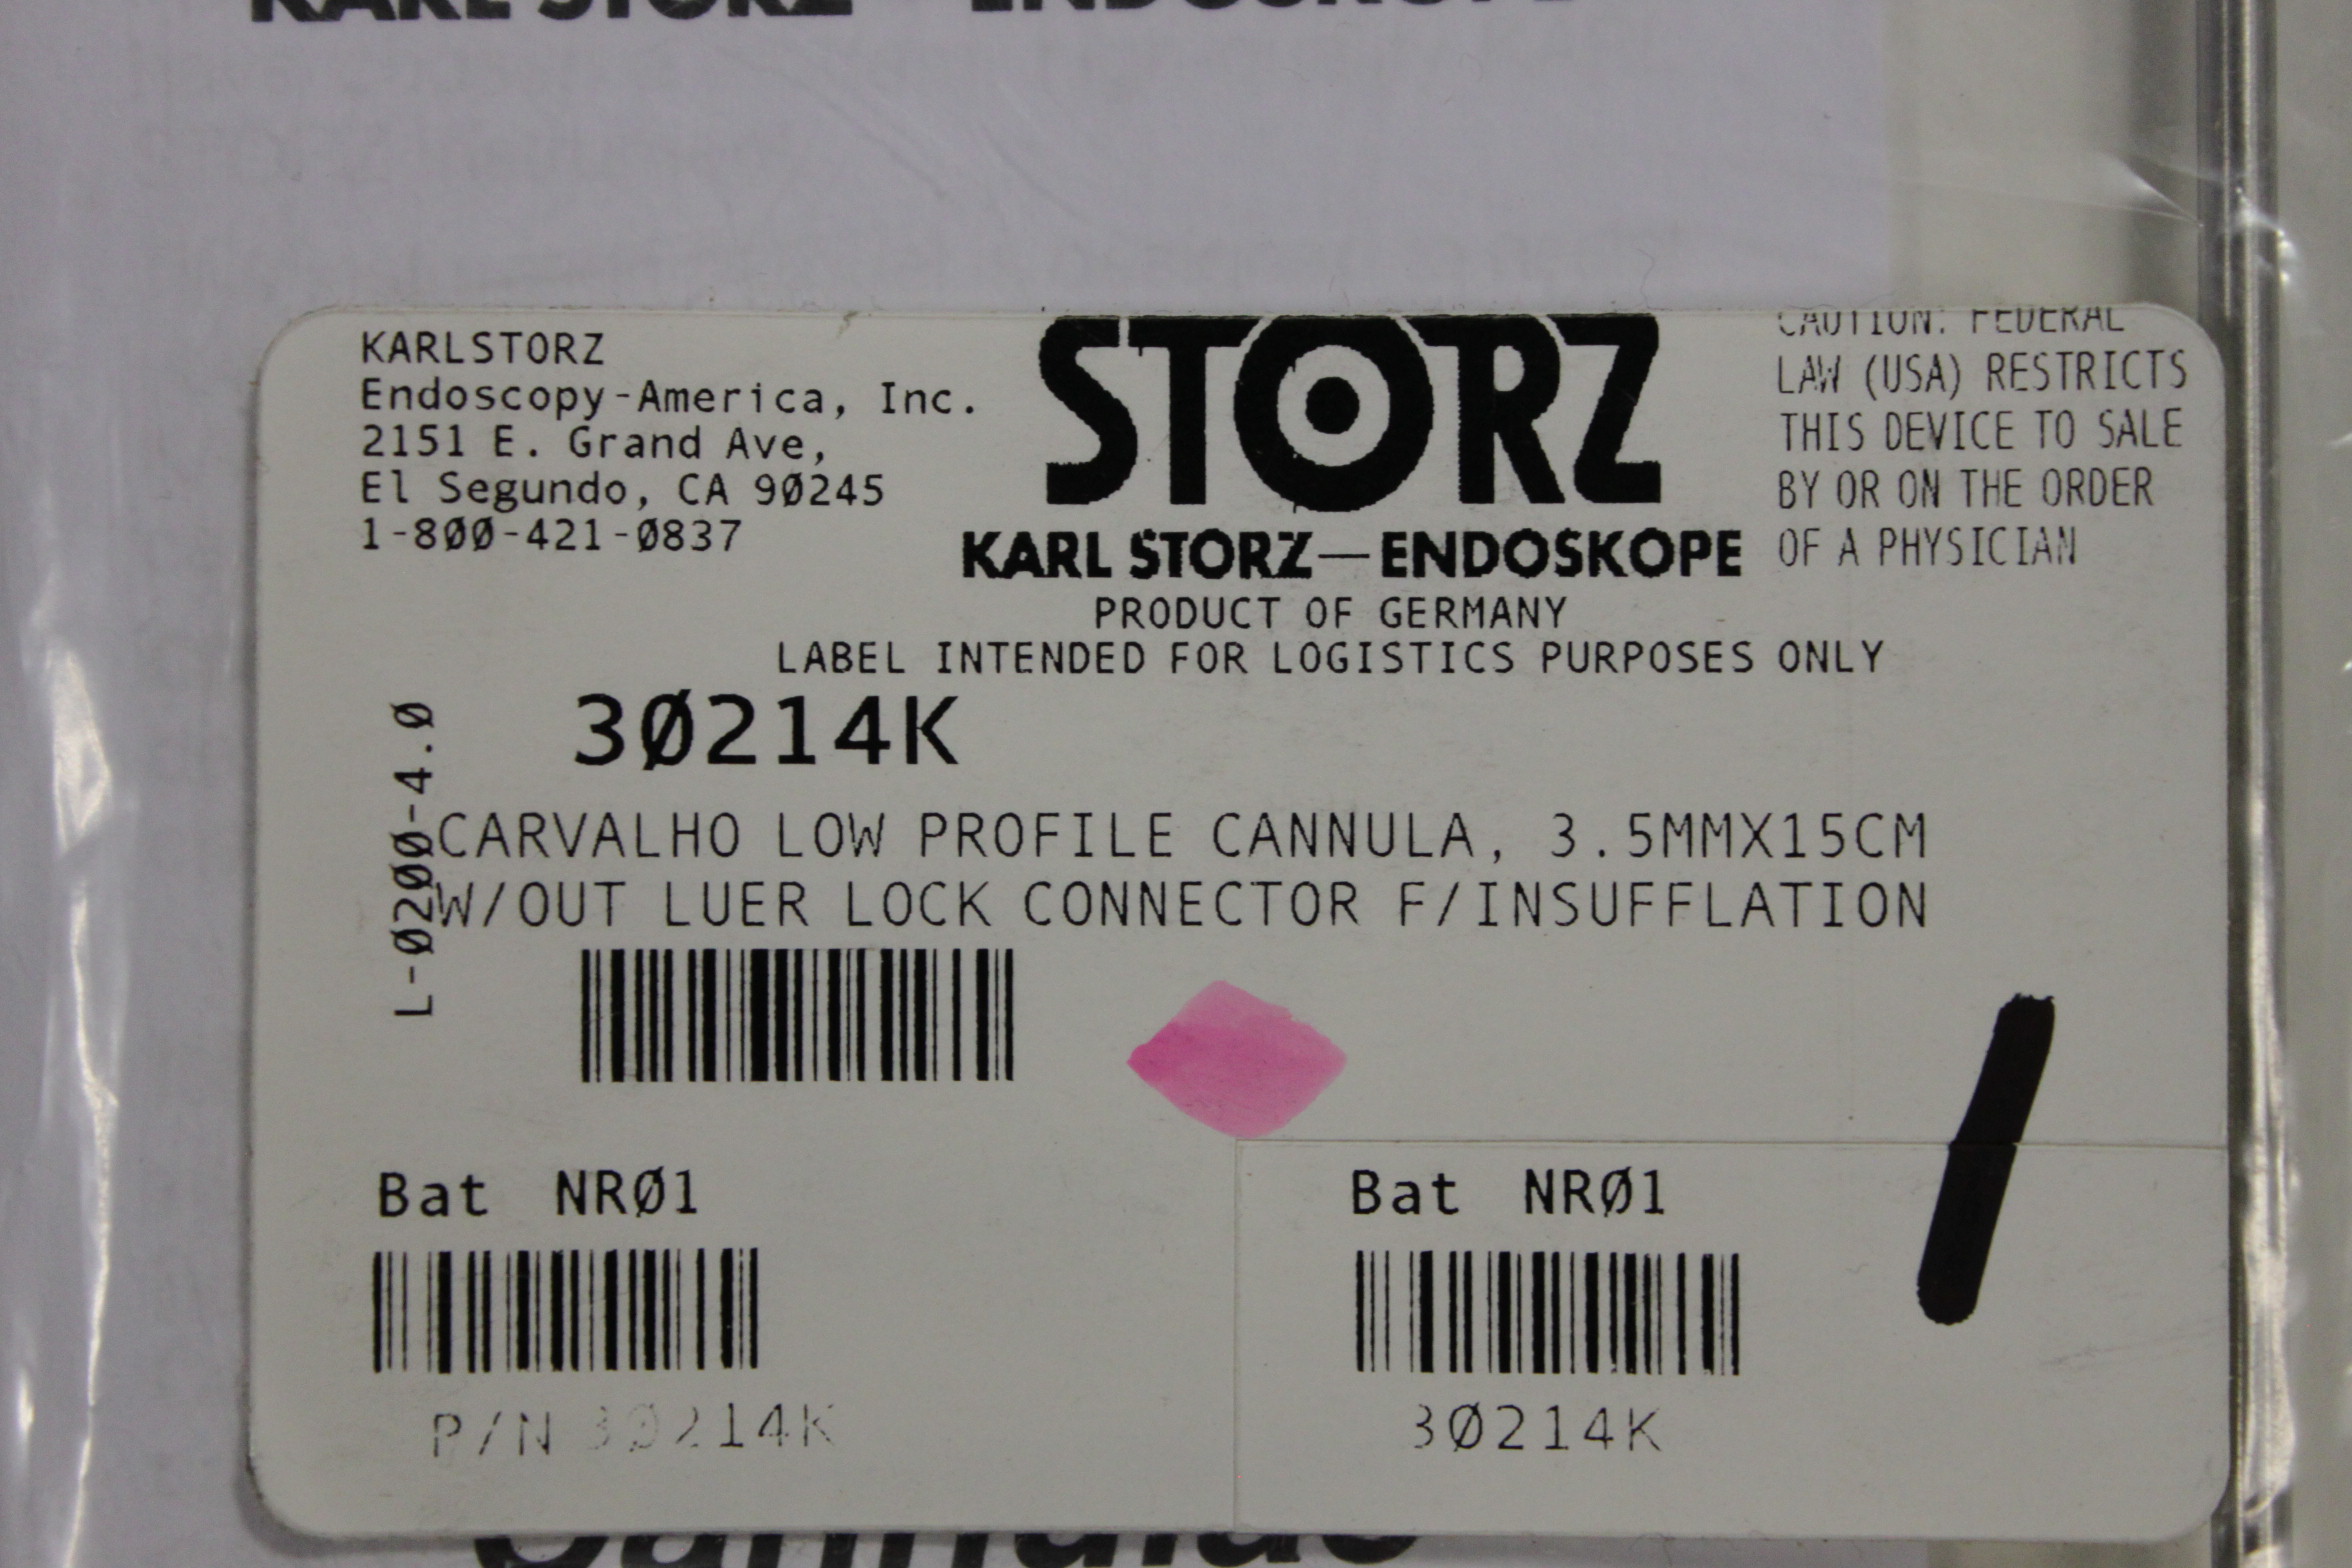 KARL STORZ — ENDOSKOPE
KARLSTORZ
Endoscopy-America, Inc.
2151 E. Grand Ave,
El Segundo, CA 90245
1-800-421-0837
STORZ
KARL STORZ—ENDOSKOPE
CAUTION: FEDERAL
LAW (USA) RESTRICTS
THIS DEVICE TO SALE
BY OR ON THE ORDER
OF A PHYSICIAN
PRODUCT OF GERMANY
LABEL INTENDED FOR LOGISTICS PURPOSES ONLY
30214K
L-0200-4.0
CARVALHO LOW PROFILE CANNULA, 3.5MMX15CM
W/OUT LUER LOCK CONNECTOR F/INSUFFLATION
Bat NR01
P/N 30214K
Bat NR01
30214K